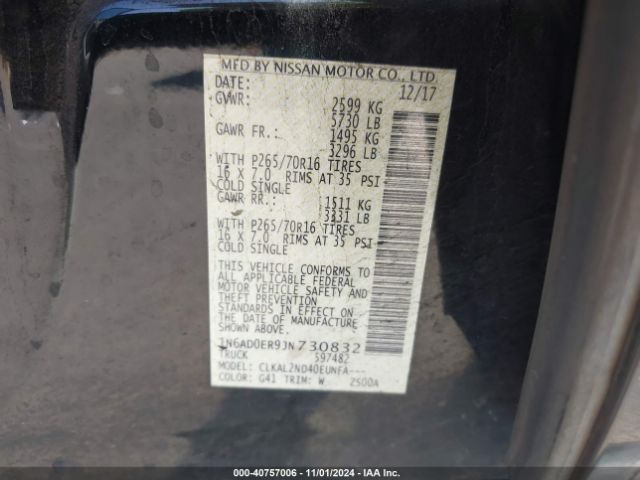 MFD BY NISSAN MOTOR CO., LTD.
DATE: 12/17
GVWR: 2599 KG
5730 LB
GAWR FR.: 1495 KG
3296 LB
WITH P265/70R16 TIRES
16 X 7.0 RIMS AT 35 PSI
COLD SINGLE
GAWR RR.: 1511 KG
3331 LB
WITH P265/70R16 TIRES
16 X 7.0 RIMS AT 35 PSI
COLD SINGLE
THIS VEHICLE CONFORMS TO
ALL APPLICABLE FEDERAL
MOTOR VEHICLE SAFETY AND
THEFT PREVENTION
STANDARDS IN EFFECT ON
THE DATE OF MANUFACTURE
SHOWN ABOVE.
1N6AD0ER9JN730832
TRUCK 597482
MODEL: CLKAL2ND40EUNFA---
COLOR: G41 TRIM: W 2500A
000-40757006 | 11/01/2024 - IAA Inc.